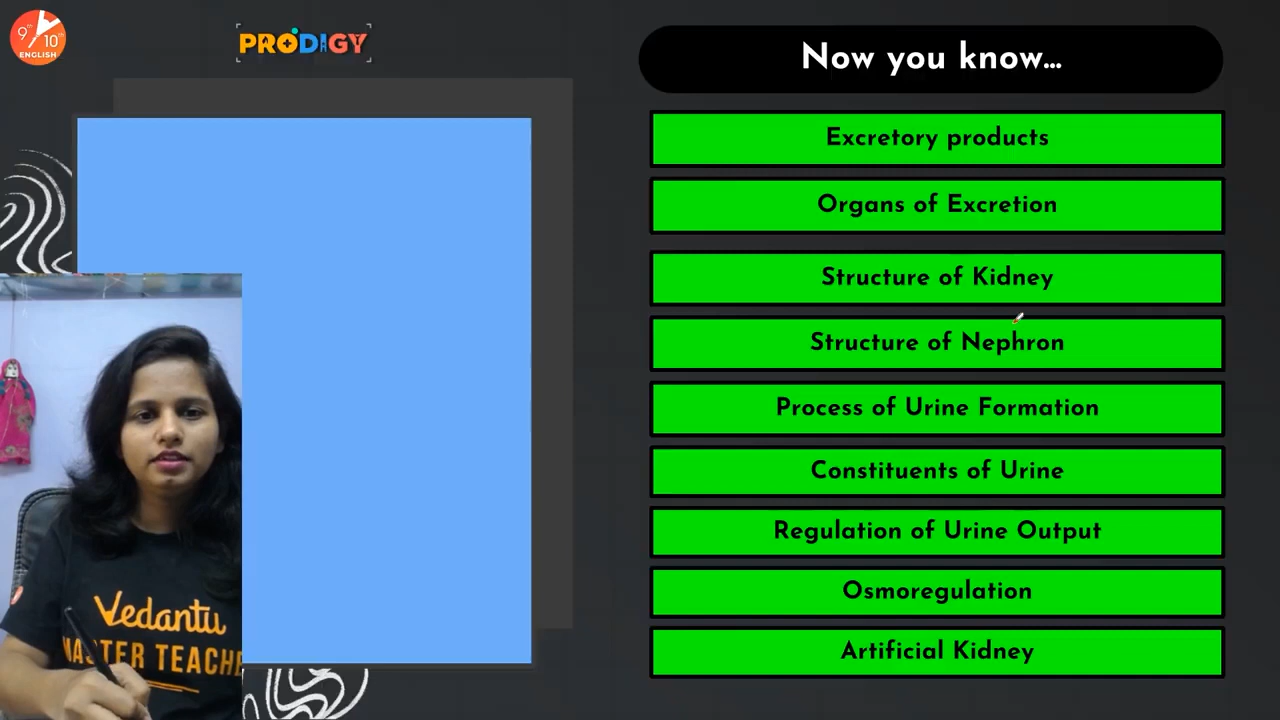 9th
10th
ENGLISH
PRODIGY
Now you know...
Excretory products
Organs of Excretion
Structure of Kidney
Structure of Nephron
Process of Urine Formation
Constituents of Urine
Regulation of Urine Output
Osmoregulation
Artificial Kidney
Vedantu
MASTER TEACHE